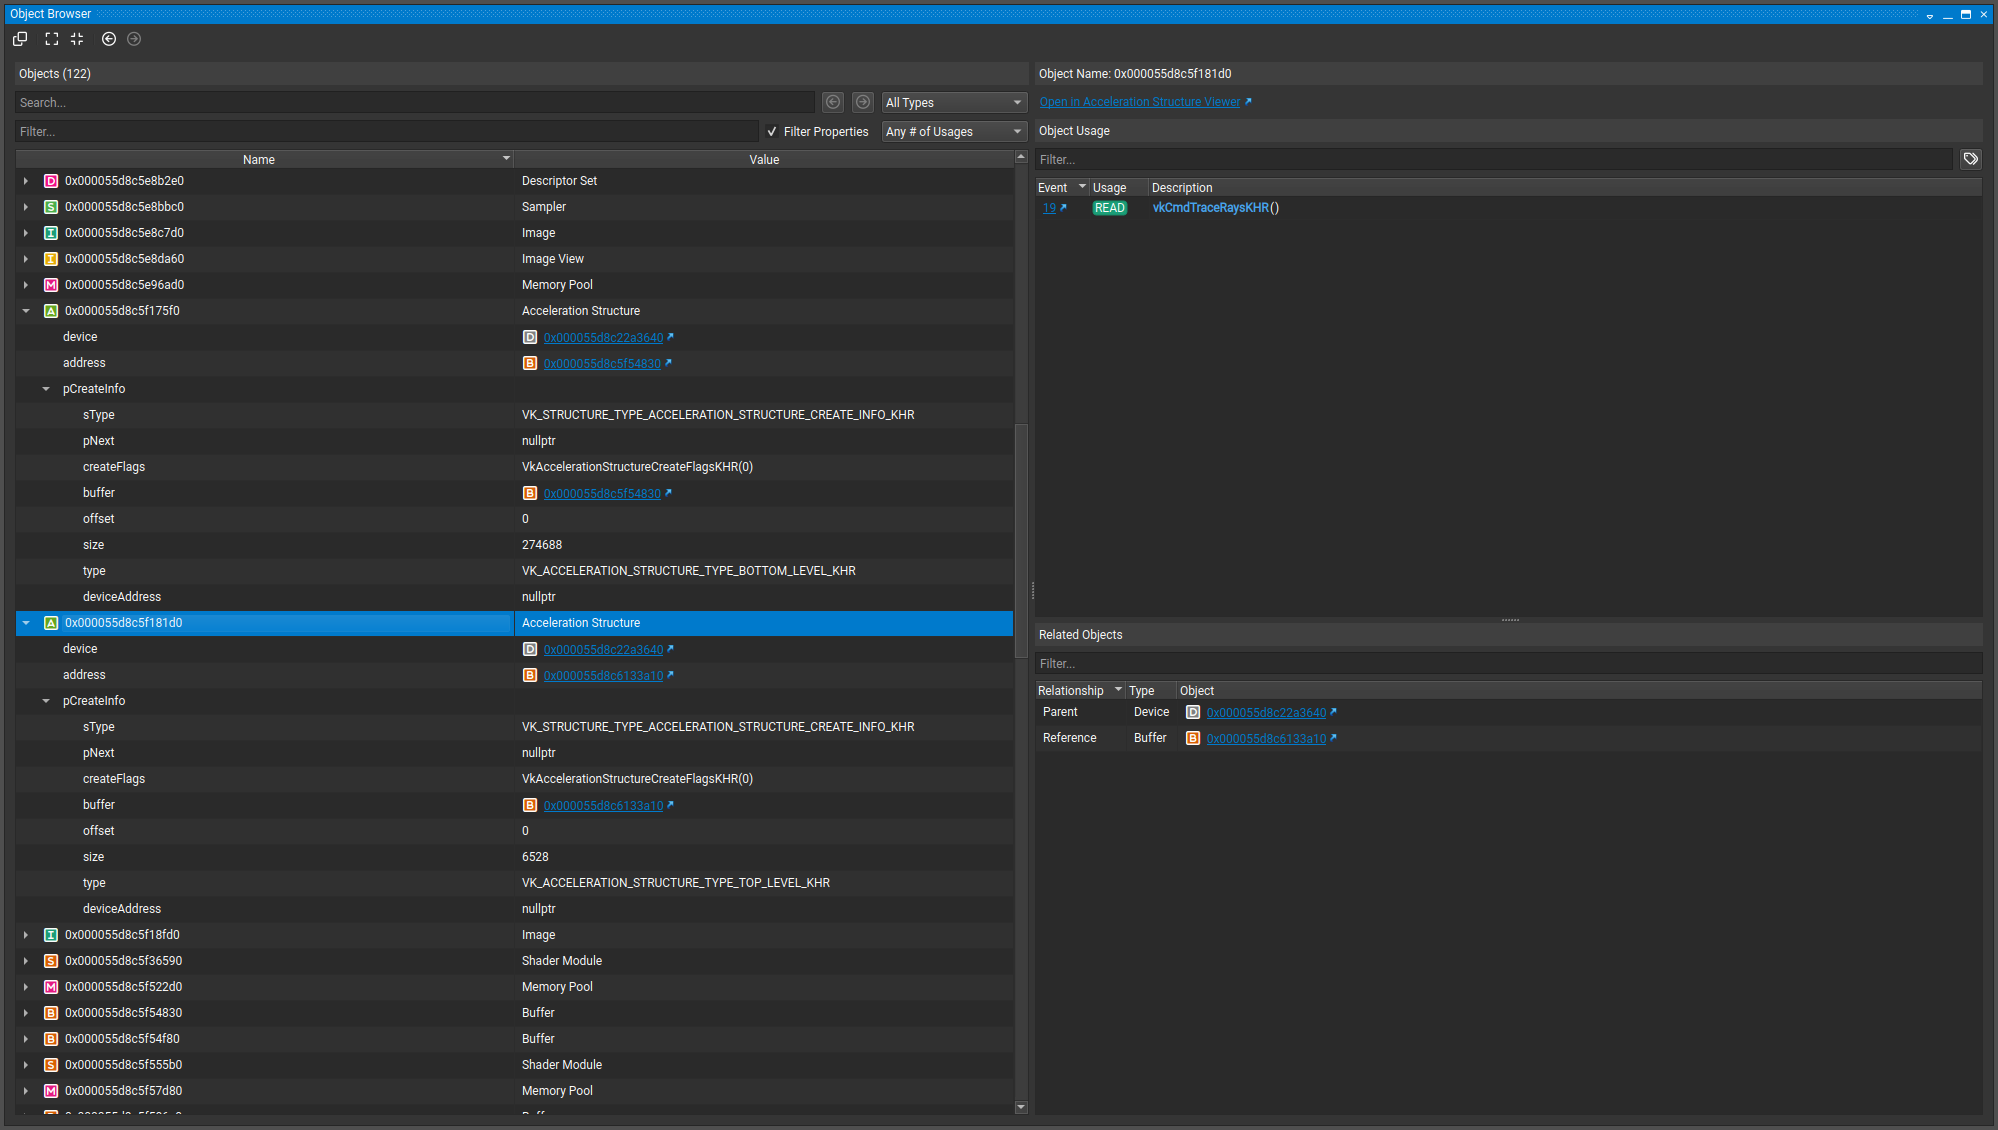 Object Browser
Objects (122)
Search...
All Types
Filter...
Filter Properties
Any # of Usages
Name Value
D 0x000055d8c5e8b2e0 Descriptor Set
S 0x000055d8c5e8bbc0 Sampler
I 0x000055d8c5e8c7d0 Image
I 0x000055d8c5e8da60 Image View
M 0x000055d8c5e96ad0 Memory Pool
A 0x000055d8c5f175f0 Acceleration Structure
device D 0x000055d8c22a3640
address B 0x000055d8c5f54830
pCreateInfo
sType VK_STRUCTURE_TYPE_ACCELERATION_STRUCTURE_CREATE_INFO_KHR
pNext nullptr
createFlags VkAccelerationStructureCreateFlagsKHR(0)
buffer B 0x000055d8c5f54830
offset 0
size 274688
type VK_ACCELERATION_STRUCTURE_TYPE_BOTTOM_LEVEL_KHR
deviceAddress nullptr
A 0x000055d8c5f181d0 Acceleration Structure
device D 0x000055d8c22a3640
address B 0x000055d8c6133a10
pCreateInfo
sType VK_STRUCTURE_TYPE_ACCELERATION_STRUCTURE_CREATE_INFO_KHR
pNext nullptr
createFlags VkAccelerationStructureCreateFlagsKHR(0)
buffer B 0x000055d8c6133a10
offset 0
size 6528
type VK_ACCELERATION_STRUCTURE_TYPE_TOP_LEVEL_KHR
deviceAddress nullptr
I 0x000055d8c5f18fd0 Image
S 0x000055d8c5f36590 Shader Module
M 0x000055d8c5f522d0 Memory Pool
B 0x000055d8c5f54830 Buffer
B 0x000055d8c5f54f80 Buffer
S 0x000055d8c5f555b0 Shader Module
M 0x000055d8c5f57d80 Memory Pool
Object Name: 0x000055d8c5f181d0
Open in Acceleration Structure Viewer
Object Usage
Filter...
Event Usage Description
19 READ vkCmdTraceRaysKHR()
Related Objects
Filter...
Relationship Type Object
Parent Device D 0x000055d8c22a3640
Reference Buffer B 0x000055d8c6133a10